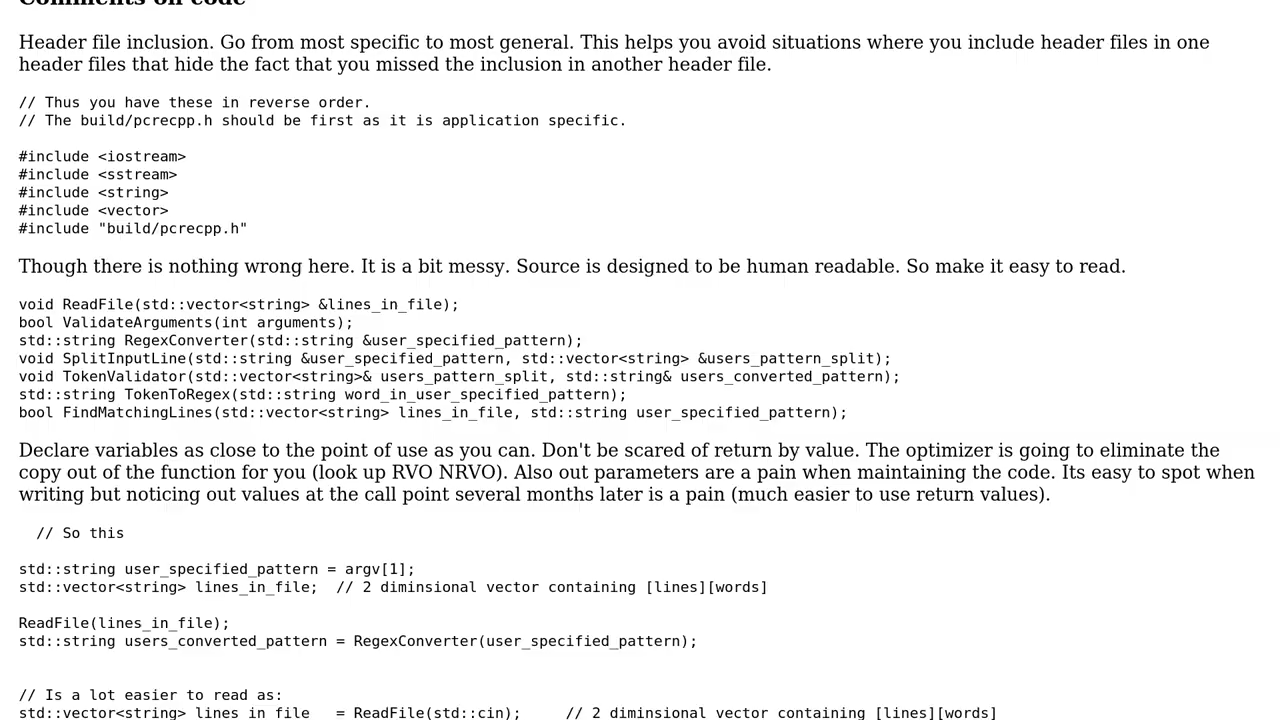 Comments on code
Header file inclusion. Go from most specific to most general. This helps you avoid situations where you include header files in one
header files that hide the fact that you missed the inclusion in another header file.
// Thus you have these in reverse order.
// The build/pcrecpp.h should be first as it is application specific.
#include <iostream>
#include <sstream>
#include <string>
#include <vector>
#include "build/pcrecpp.h"
Though there is nothing wrong here. It is a bit messy. Source is designed to be human readable. So make it easy to read.
void ReadFile(std::vector<string> &lines_in_file);
bool ValidateArguments(int arguments);
std::string RegexConverter(std::string &user_specified_pattern);
void SplitInputLine(std::string &user_specified_pattern, std::vector<string> &users_pattern_split);
void TokenValidator(std::vector<string>& users_pattern_split, std::string& users_converted_pattern);
std::string TokenToRegex(std::string word_in_user_specified_pattern);
bool FindMatchingLines(std::vector<string> lines_in_file, std::string user_specified_pattern);
Declare variables as close to the point of use as you can. Don't be scared of return by value. The optimizer is going to eliminate the
copy out of the function for you (look up RVO NRVO). Also out parameters are a pain when maintaining the code. Its easy to spot when
writing but noticing out values at the call point several months later is a pain (much easier to use return values).
// So this
std::string user_specified_pattern = argv[1];
std::vector<string> lines_in_file;  // 2 diminsional vector containing [lines][words]
ReadFile(lines_in_file);
std::string users_converted_pattern = RegexConverter(user_specified_pattern);
// Is a lot easier to read as:
std::vector<string> lines_in_file   = ReadFile(std::cin);     // 2 diminsional vector containing [lines][words]